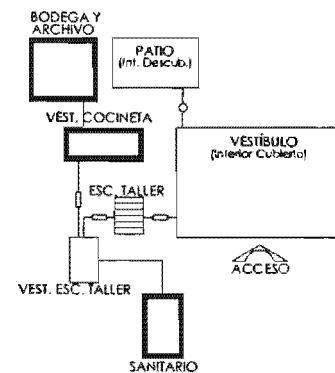 BODEGA Y
ARCHIVO
PATIO
(Int. Descub.)
VEST. COCINETA
VESTÍBULO
(Interior Cubierto)
ESC. TALLER
ACCESO
VEST. ESC. TALLER
SANITARIO